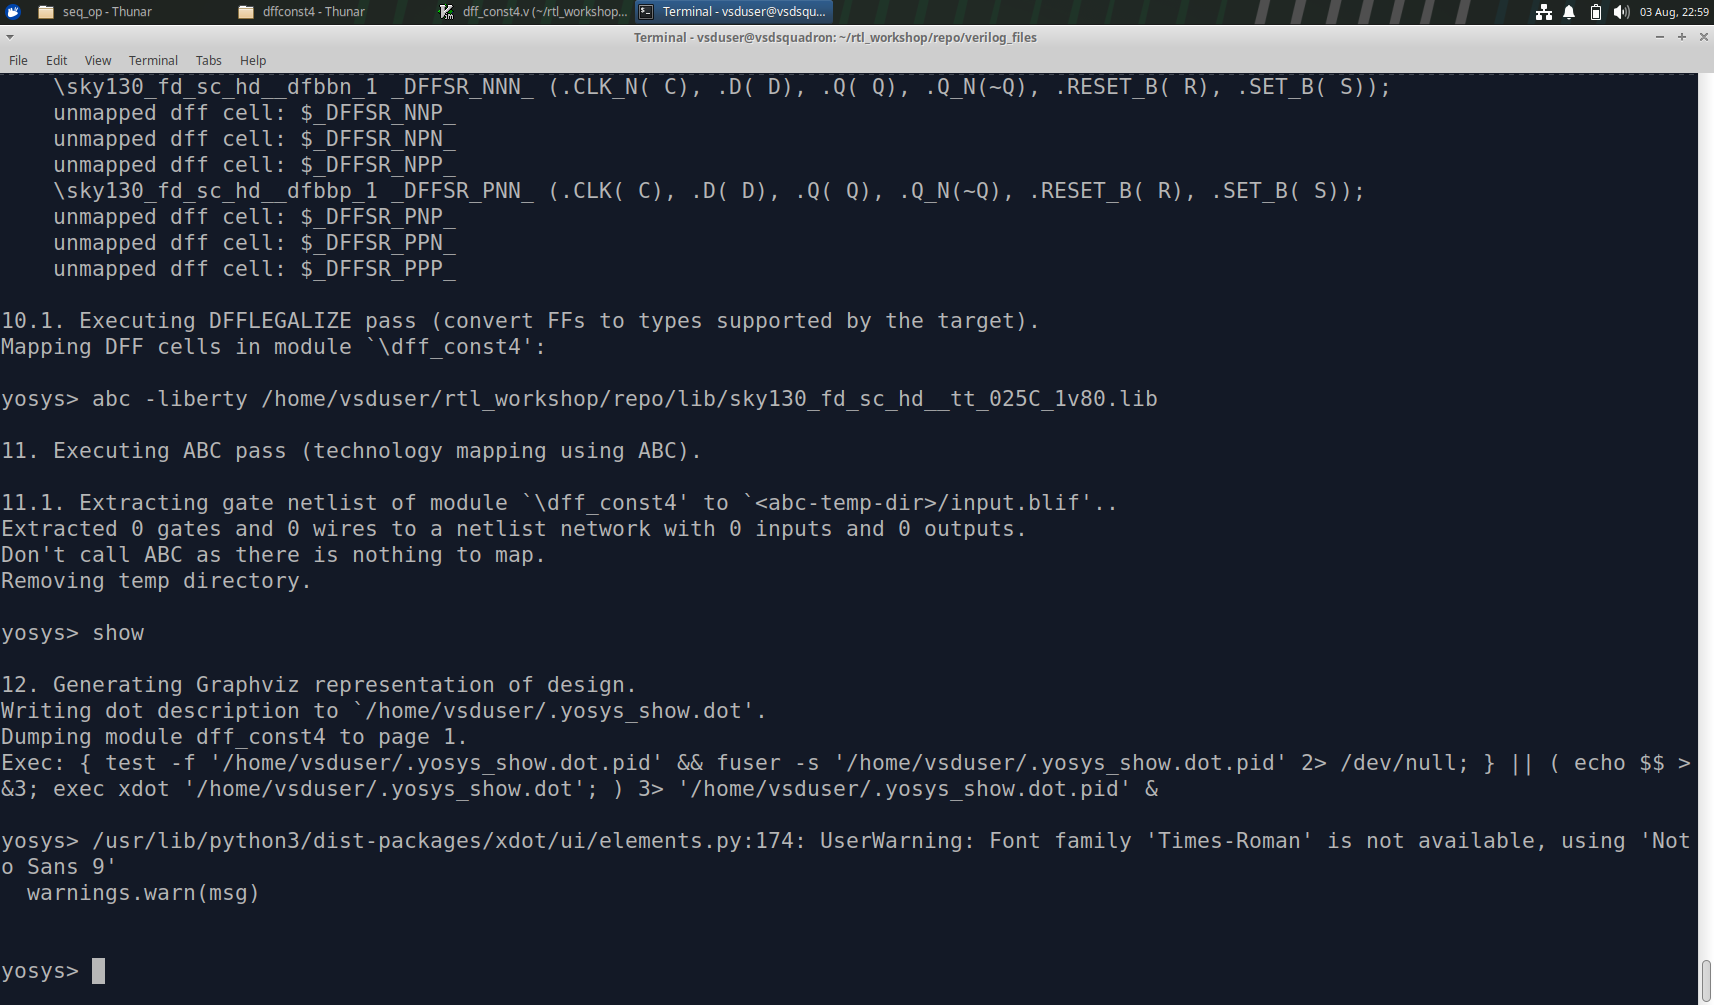 seq_op - Thunar
dffconst4 - Thunar
dff_const4.v (~/rtl_workshop...
Terminal - vsduser@vsdsqu...
03 Aug, 22:59
Terminal - vsduser@vsdsquadron: ~/rtl_workshop/repo/verilog_files
File Edit View Terminal Tabs Help
\sky130_fd_sc_hd__dfbbn_1 _DFFSR_NNN_ (.CLK_N( C), .D( D), .Q( Q), .Q_N(~Q), .RESET_B( R), .SET_B( S));
unmapped dff cell: $_DFFSR_NNP_
unmapped dff cell: $_DFFSR_NPN_
unmapped dff cell: $_DFFSR_NPP_
\sky130_fd_sc_hd__dfbbp_1 _DFFSR_PNN_ (.CLK( C), .D( D), .Q( Q), .Q_N(~Q), .RESET_B( R), .SET_B( S));
unmapped dff cell: $_DFFSR_PNP_
unmapped dff cell: $_DFFSR_PPN_
unmapped dff cell: $_DFFSR_PPP_
10.1. Executing DFFLEGALIZE pass (convert FFs to types supported by the target).
Mapping DFF cells in module `\dff_const4':
yosys> abc -liberty /home/vsduser/rtl_workshop/repo/lib/sky130_fd_sc_hd__tt_025C_1v80.lib
11. Executing ABC pass (technology mapping using ABC).
11.1. Extracting gate netlist of module `\dff_const4' to `<abc-temp-dir>/input.blif'..
Extracted 0 gates and 0 wires to a netlist network with 0 inputs and 0 outputs.
Don't call ABC as there is nothing to map.
Removing temp directory.
yosys> show
12. Generating Graphviz representation of design.
Writing dot description to `/home/vsduser/.yosys_show.dot'.
Dumping module dff_const4 to page 1.
Exec: { test -f '/home/vsduser/.yosys_show.dot.pid' && fuser -s '/home/vsduser/.yosys_show.dot.pid' 2> /dev/null; } || ( echo $$ >
&3; exec xdot '/home/vsduser/.yosys_show.dot'; ) 3> '/home/vsduser/.yosys_show.dot.pid' &
yosys> /usr/lib/python3/dist-packages/xdot/ui/elements.py:174: UserWarning: Font family 'Times-Roman' is not available, using 'Not
o Sans 9'
warnings.warn(msg)
yosys>